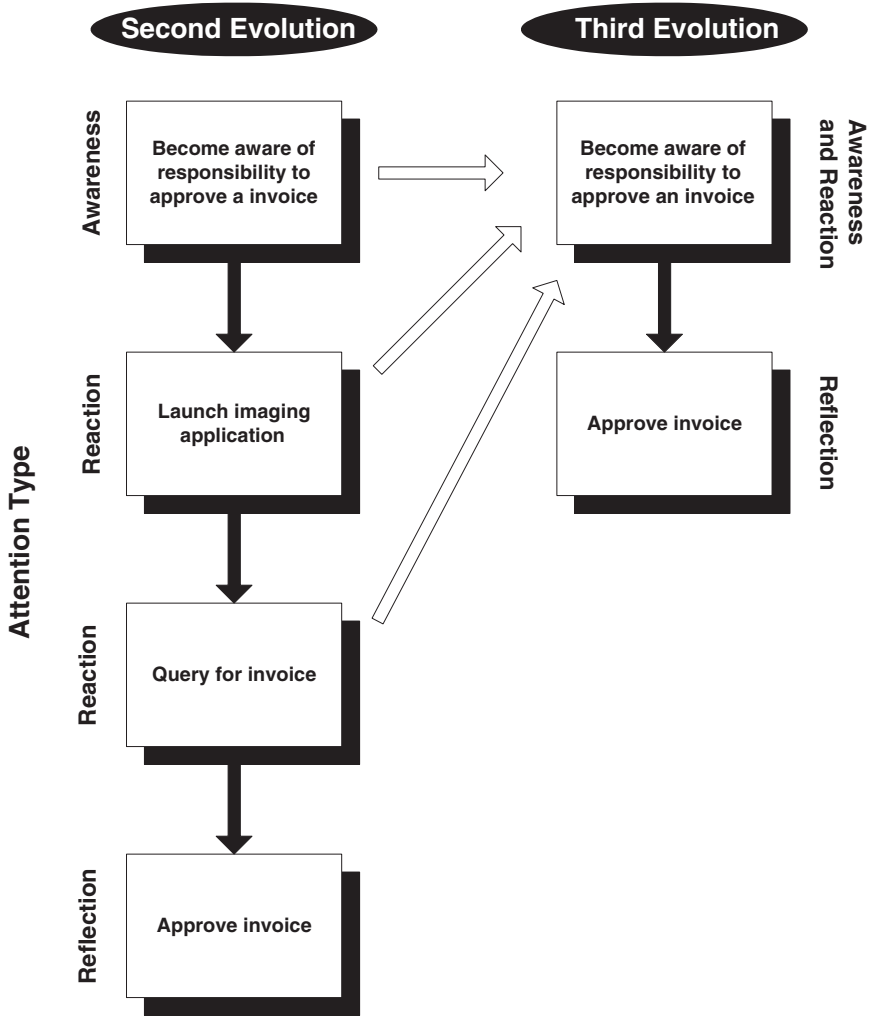 Second Evolution
Third Evolution
Attention Type
Awareness
Become aware of
responsibility to
approve a invoice
Become aware of
responsibility to
approve an invoice
Awareness
and Reaction
Reaction
Launch imaging
application
Approve invoice
Reflection
Reaction
Query for invoice
Reflection
Approve invoice